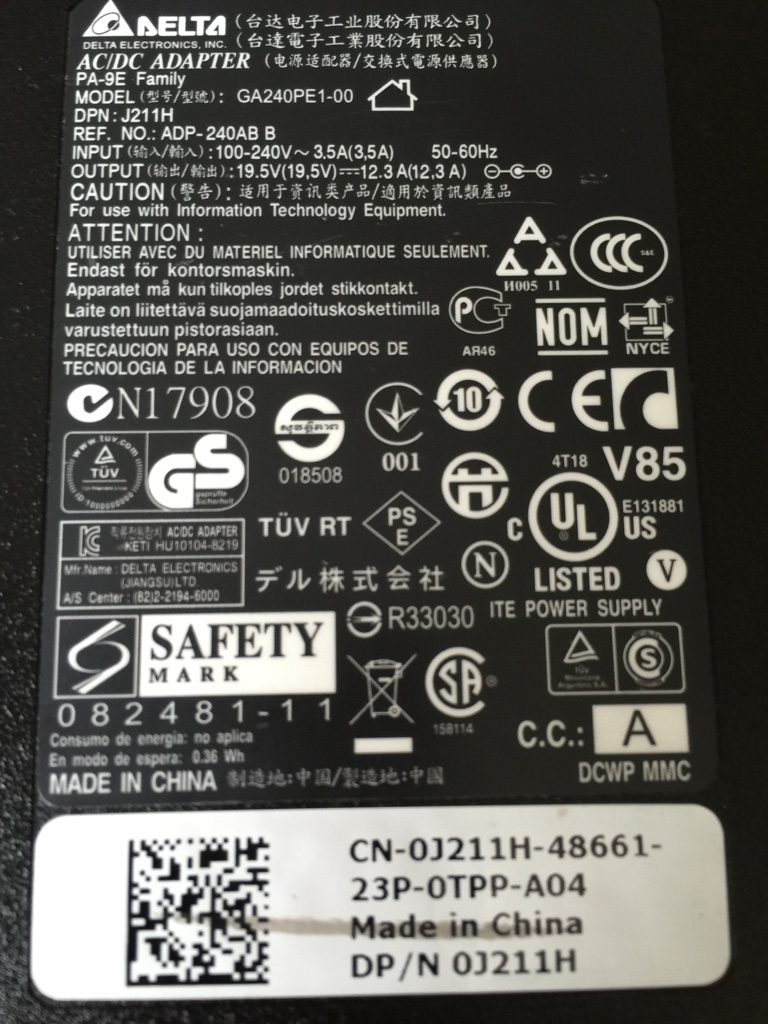 DELTA (台达电子工业股份有限公司)
DELTA ELECTRONICS, INC. (台達電子工業股份有限公司)
AC/DC ADAPTER (电源适配器/交換式電源供應器)
PA-9E Family
MODEL (型号/型號): GA240PE1-00
DPN: J211H
REF. NO.: ADP-240AB B
INPUT (输入/輸入): 100-240V~3.5A(3,5A) 50-60Hz
OUTPUT (输出/輸出): 19.5V(19,5V)⎓12.3A(12,3 A)
CAUTION (警告): 适用于资讯类产品/適用於資訊類產品
For use with Information Technology Equipment.
ATTENTION :
UTILISER AVEC DU MATERIEL INFORMATIQUE SEULEMENT.
Endast för kontorsmaskin.
Apparatet må kun tilkoples jordet stikkontakt.
Laite on liitettävä suojamaadoituskoskettimilla
varustettuun pistorasiaan.
PRECAUCION PARA USO CON EQUIPOS DE
TECNOLOGIA DE LA INFORMACION
И005 11
CCC S&E
PCT
АЯ46
NOM
NYCE
N17908
018508
001
10
CE
www.tuv.com
TÜV
ID:1000000000
GS
geprüfte
Sicherheit
4T18 V85
UL
E131881
C US
LISTED
V
ITE POWER SUPPLY
AC/DC ADAPTER
KETI HU10104-8219
Mfr.Name : DELTA ELECTRONICS
(JIANGSU)LTD.
A/S Center : (82)2-2194-6000
TÜV RT
PS
E
N
デル株式会社
R33030
SAFETY
MARK
082481-11
SA
158114
S
C.C.: A
DCWP MMC
Consumo de energia: no aplica
En modo de espera: 0.36 Wh
MADE IN CHINA 制造地:中国/製造地:中國
CN-0J211H-48661-
23P-0TPP-A04
Made in China
DP/N 0J211H